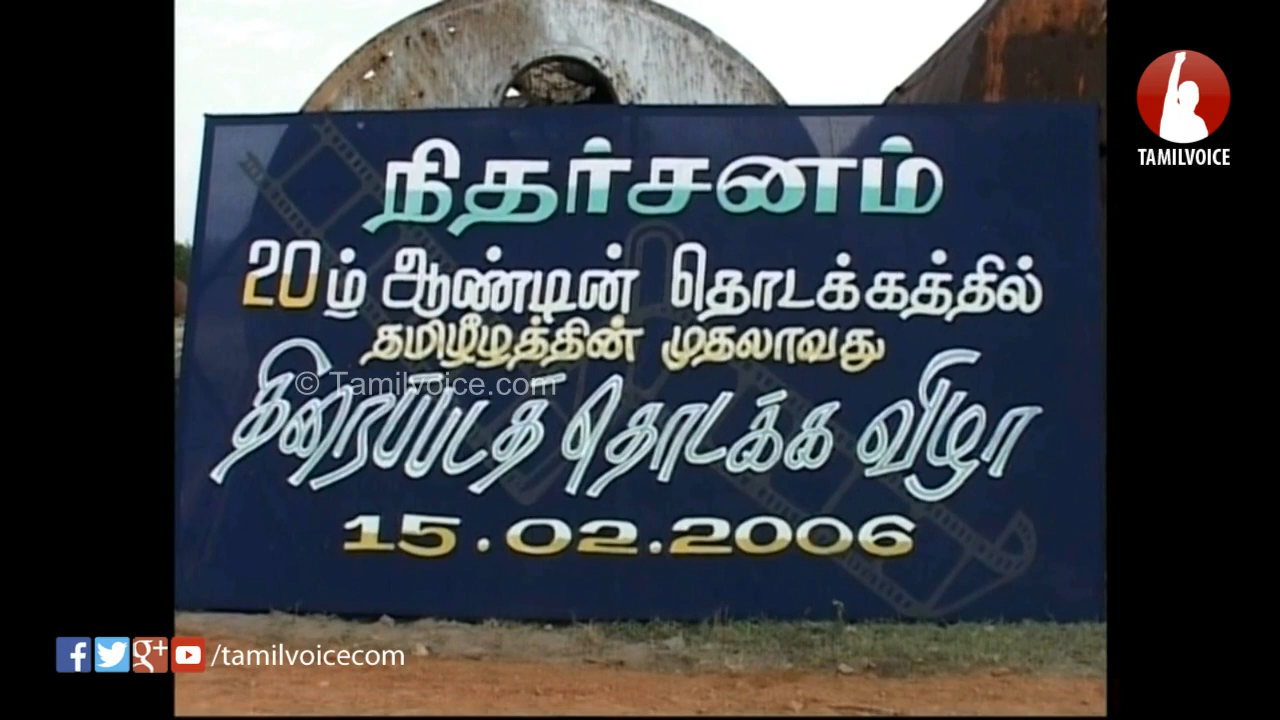 நிதர்சனம்
20ம் ஆண்டின் தொடக்கத்தில்
தமிழீழத்தின் முதலாவது
திரைப்படத் தொடக்க விழா
15.02.2006
TAMILVOICE
© Tamilvoice.com
f g+ /tamilvoicecom